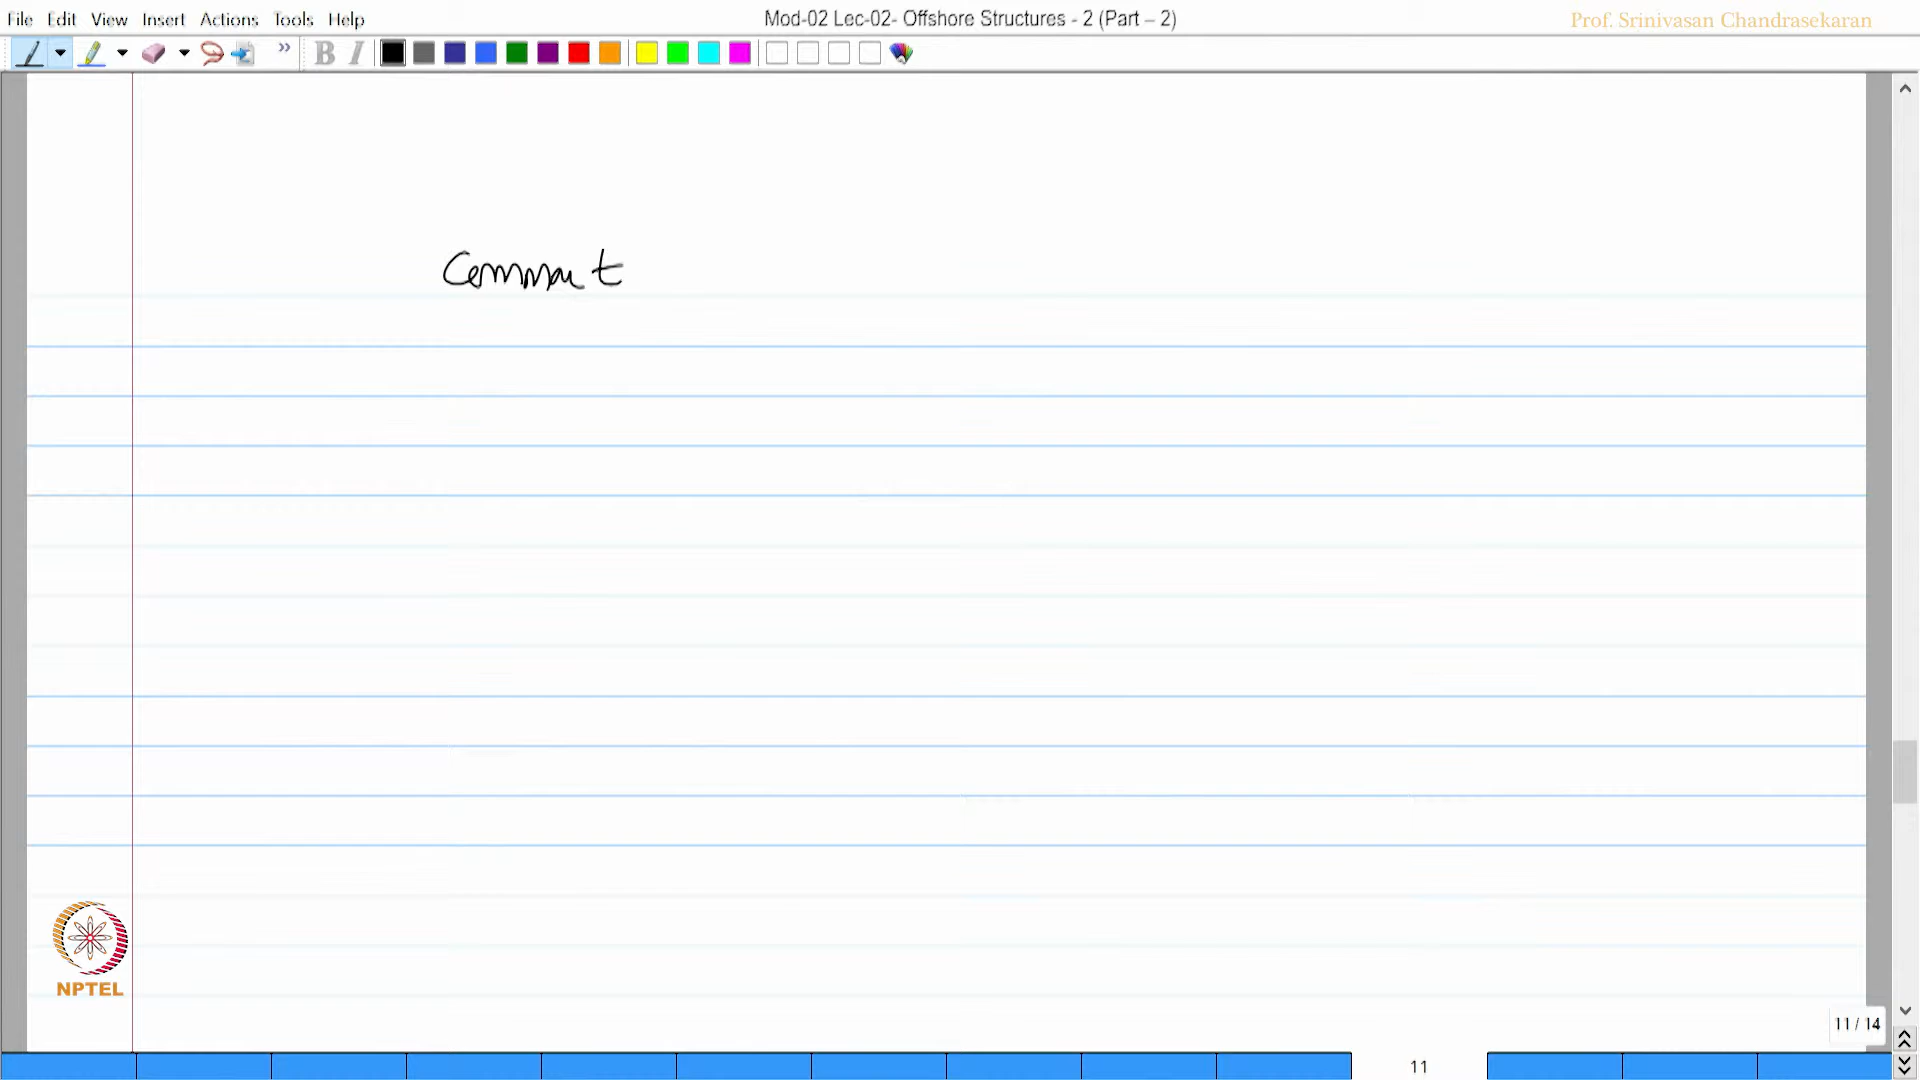 File Edit View Insert Actions Tools Help
Mod-02 Lec-02- Offshore Structures - 2 (Part – 2)
Prof. Srinivasan Chandrasekaran
B I
NPTEL
11 / 14
11